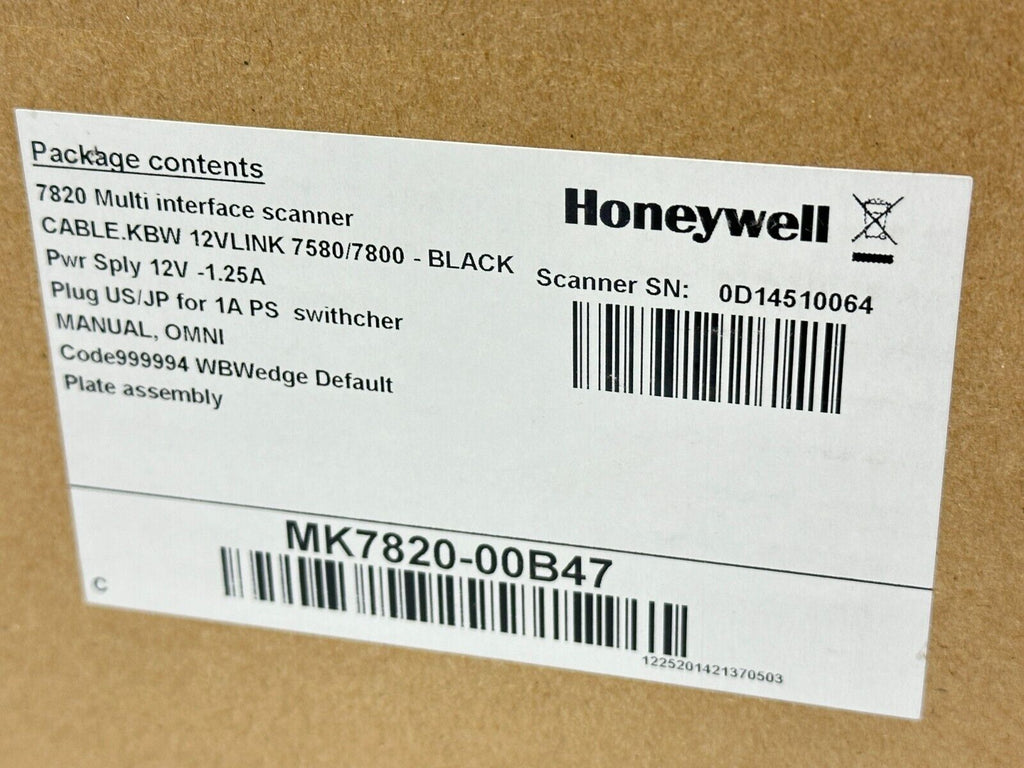 Package contents
7820 Multi interface scanner
CABLE.KBW 12VLINK 7580/7800 - BLACK
Pwr Sply 12V -1.25A
Plug US/JP for 1A PS swithcher
MANUAL, OMNI
Code999994 WBWedge Default
Plate assembly
Honeywell
Scanner SN: 0D14510064
MK7820-00B47
C
1225201421370503